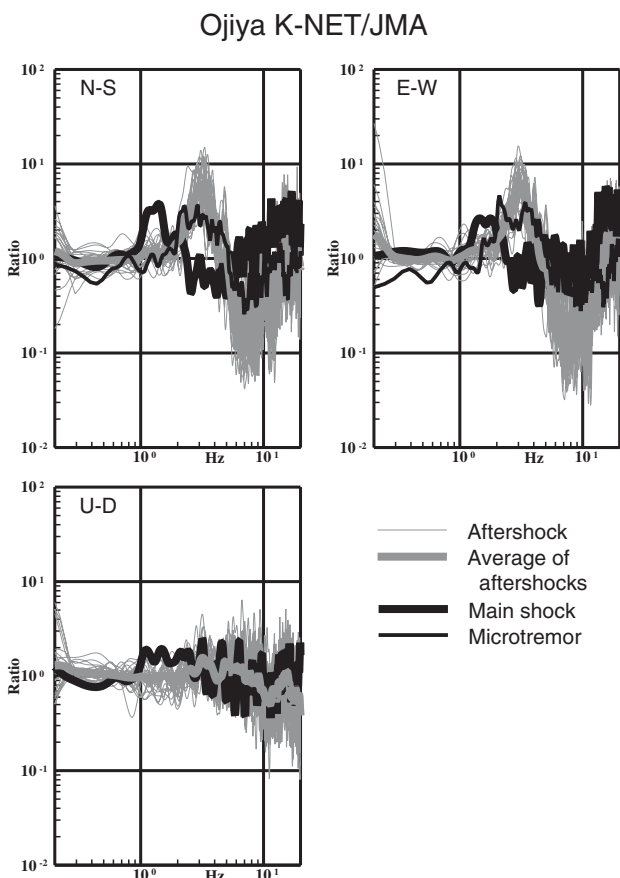 Ojiya K-NET/JMA
N-S
10²
10¹
10⁰
10⁻¹
10⁻²
Ratio
10⁰
Hz
10¹
E-W
10²
10¹
10⁰
10⁻¹
10⁻²
Ratio
10⁰
Hz
10¹
U-D
10²
10¹
10⁰
10⁻¹
10⁻²
Ratio
10⁰
Hz
10¹
Aftershock
Average of
aftershocks
Main shock
Microtremor